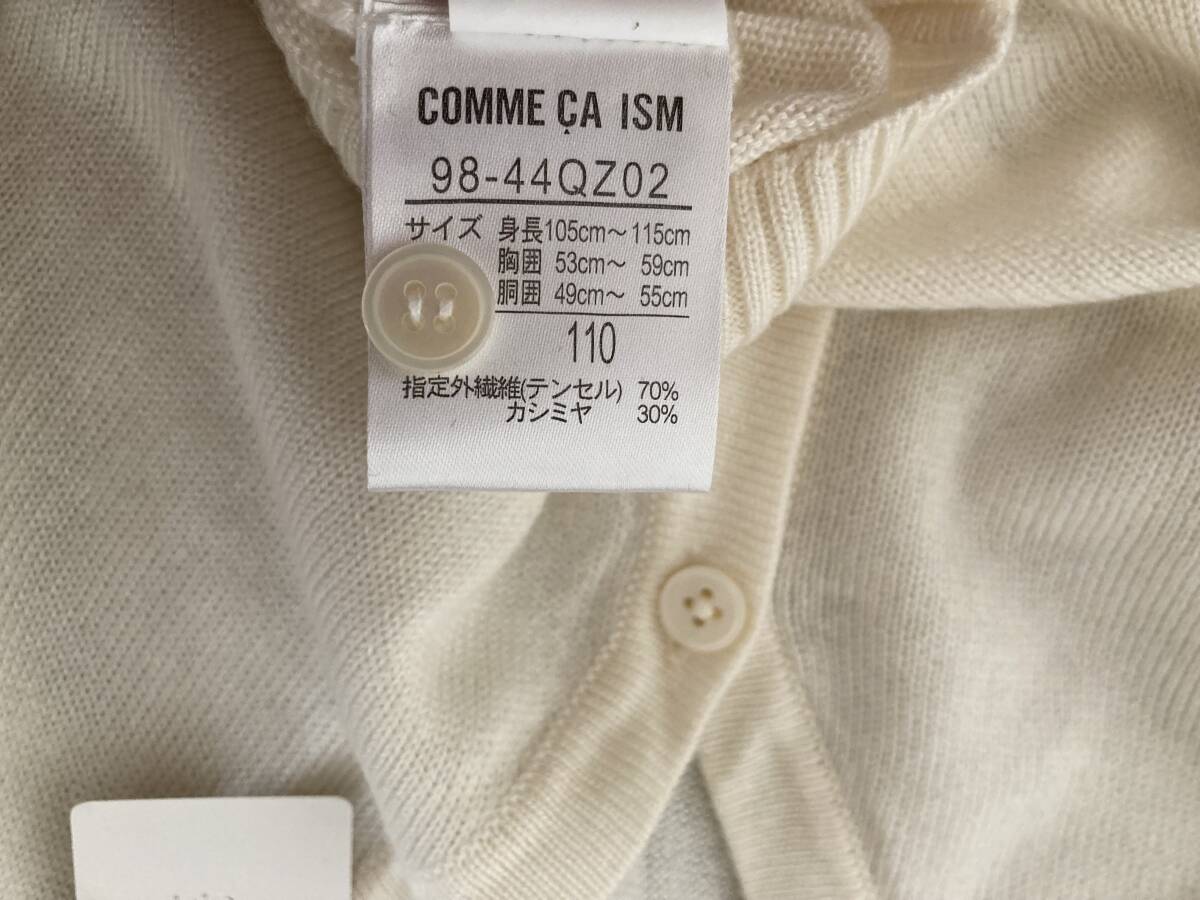 COMME ÇA ISM
98-44QZ02
サイズ 身長105cm〜115cm
胸囲 53cm〜 59cm
胴囲 49cm〜 55cm
110
指定外繊維(テンセル) 70%
カシミヤ 30%